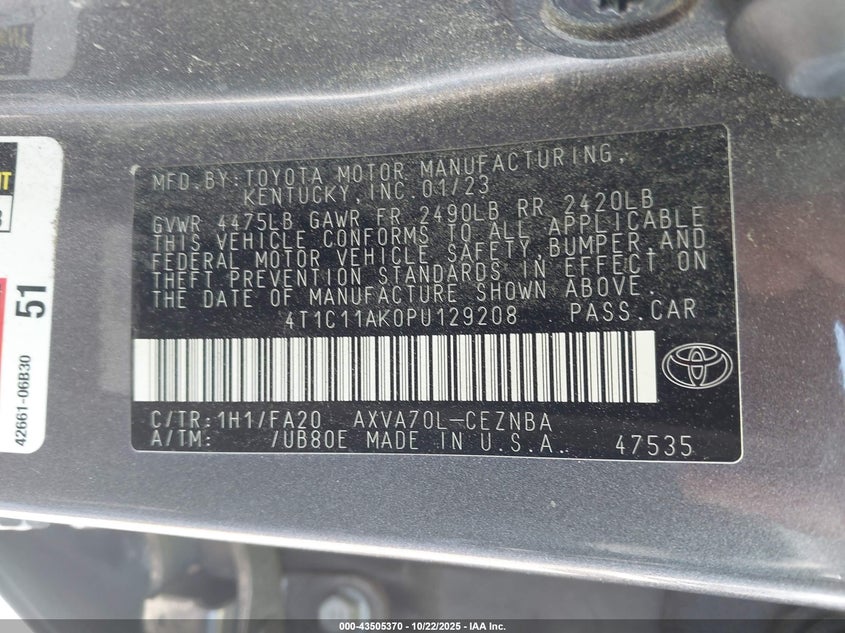 MFD. BY: TOYOTA MOTOR MANUFACTURING,
KENTUCKY, INC. 01/23
GVWR 4475LB GAWR FR 2490LB RR 2420LB
THIS VEHICLE CONFORMS TO ALL APPLICABLE
FEDERAL MOTOR VEHICLE SAFETY, BUMPER, AND
THEFT PREVENTION STANDARDS IN EFFECT ON
THE DATE OF MANUFACTURE SHOWN ABOVE.
4T1C11AK0PU129208 PASS. CAR
C/TR: 1H1/FA20 AXVA70L-CEZNBA
A/TM: /UB80E MADE IN U.S.A. 47535
51
42661-06B30
000-43505370 - 10/22/2025 - IAA Inc.